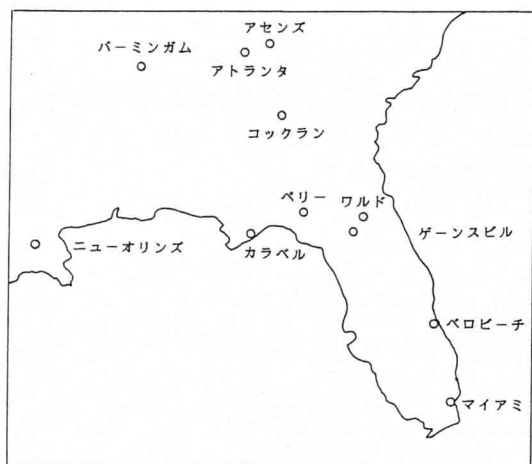 アセンズ
バーミンガム
アトランタ
コックラン
ペリー
ワルド
ゲーンスビル
ニューオリンズ
カラベル
ベロビーチ
マイアミ